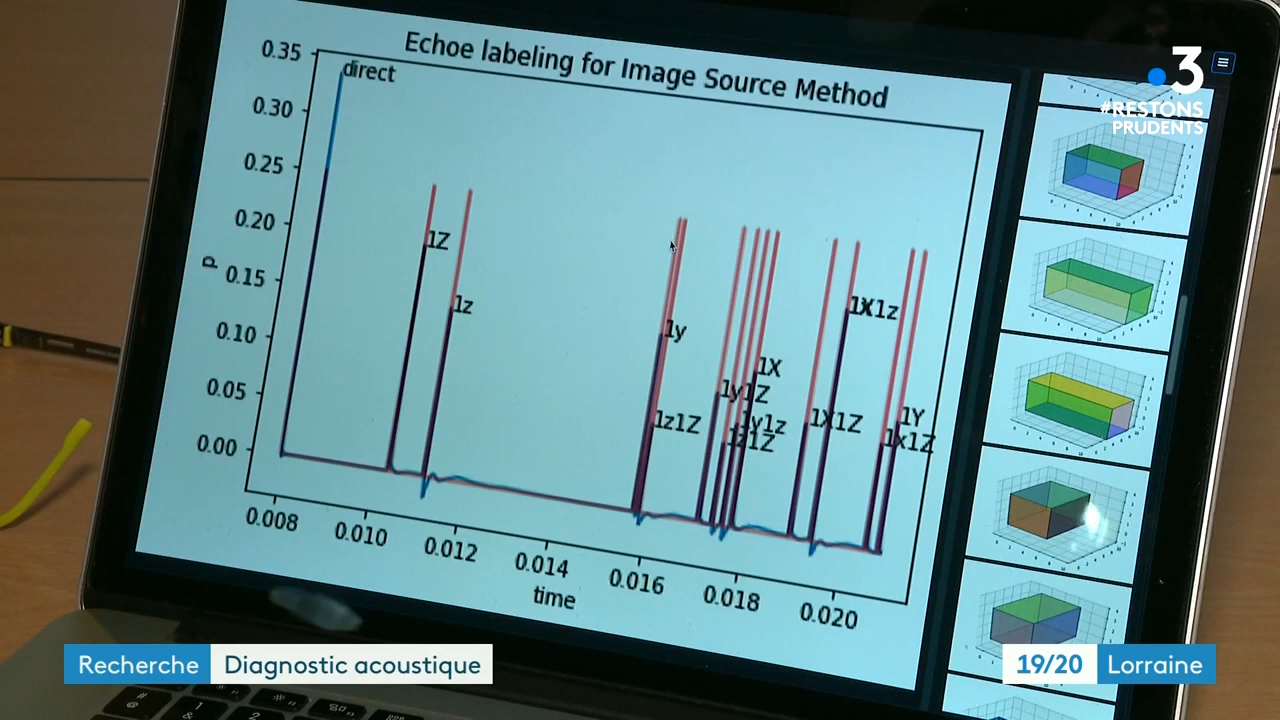 Echoe labeling for Image Source Method
3
#RESTONS
PRUDENTS
0.35
0.30
0.25
0.20
0.15
0.10
0.05
0.00
p
direct
1Z
1z
1y
1z1Z
1y1Z
1X
1y1z
1z1Z
1X1Z
1X1z
1Y
1x1Z
0.008
0.010
0.012
0.014
0.016
0.018
0.020
time
Recherche
Diagnostic acoustique
19/20
Lorraine